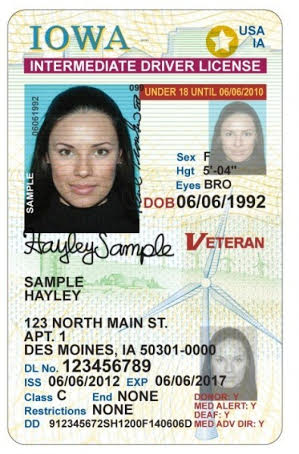 IOWA
USA
IA
INTERMEDIATE DRIVER LICENSE
UNDER 18 UNTIL 06/06/2010
06061992
SAMPLE
Sex F
Hgt 5'-04"
Eyes BRO
DOB 06/06/1992
Hayley Sample
VETERAN
SAMPLE
HAYLEY
123 NORTH MAIN ST.
APT. 1
DES MOINES, IA 50301-0000
DL No. 123456789
ISS 06/06/2012 EXP 06/06/2017
Class C End NONE
Restrictions NONE
DONOR: Y
MED ALERT: Y
DEAF: Y
MED ADV DIR: Y
DD 912345672SH1200F140606D